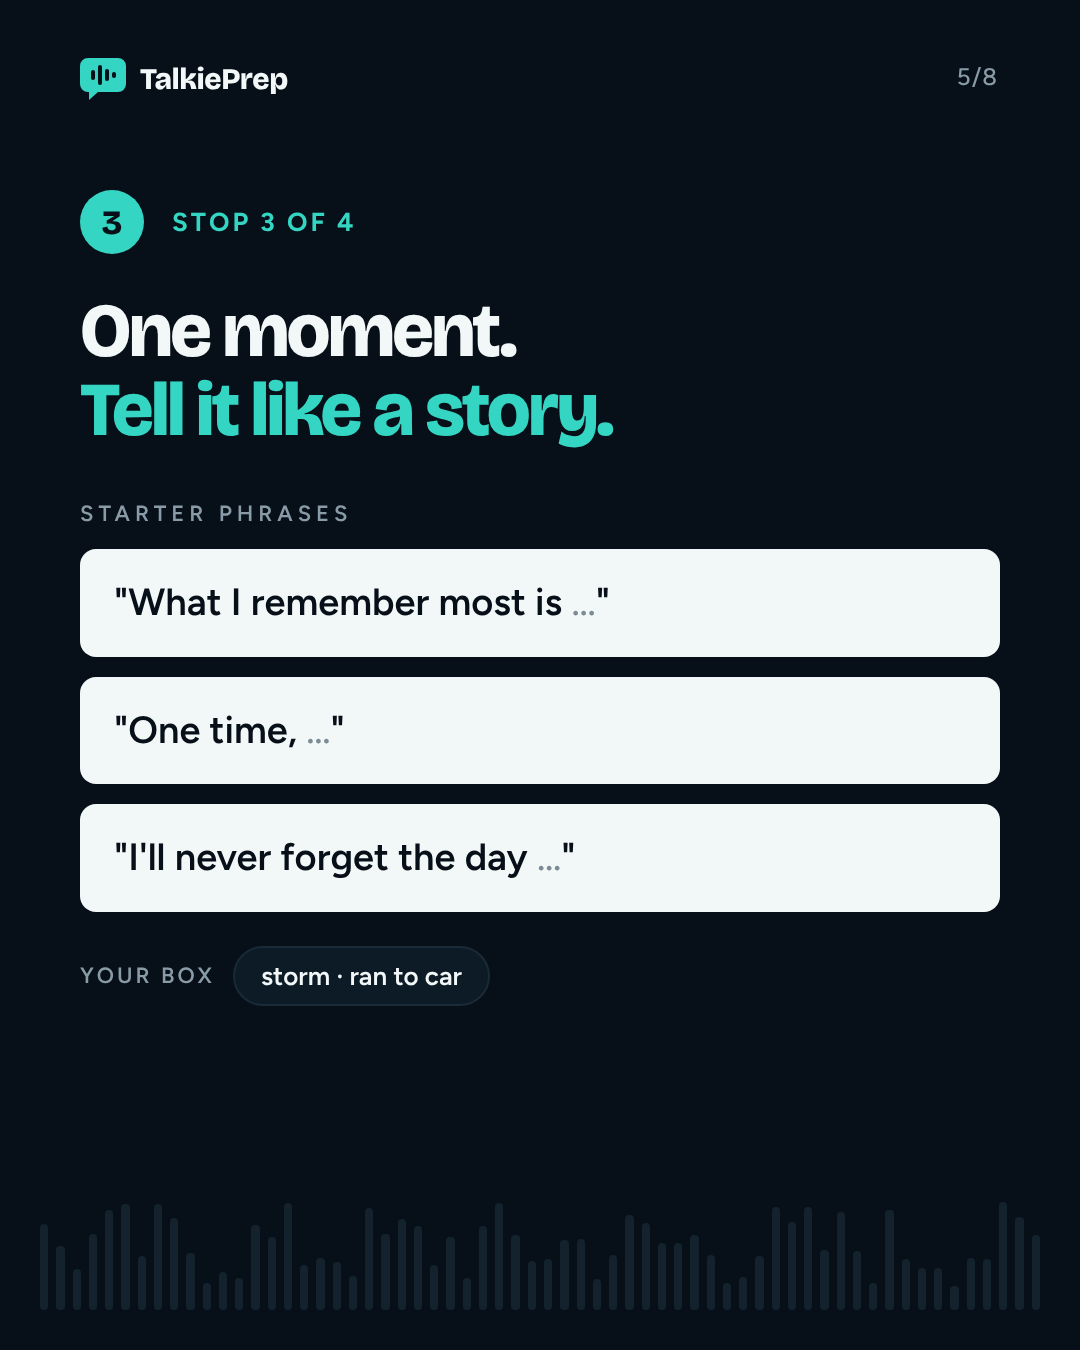 TalkiePrep
5/8
3
STOP 3 OF 4
One moment.
Tell it like a story.
STARTER PHRASES
"What I remember most is ..."
"One time, ..."
"I'll never forget the day ..."
YOUR BOX
storm · ran to car